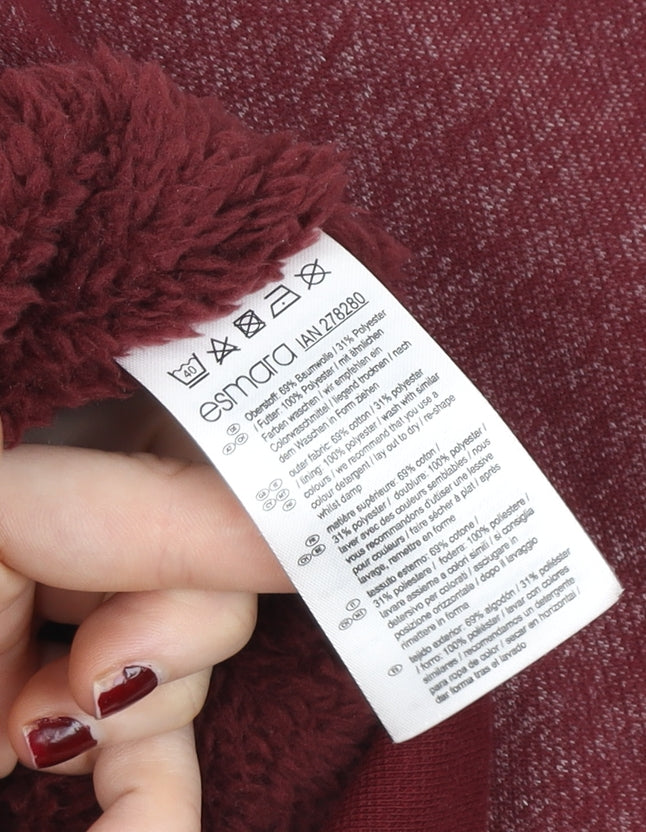 40
esmara IAN 278280
DE
AT CH
Oberstoff: 69% Baumwolle / 31% Polyester
/ Futter: 100% Polyester / mit ähnlichen
Farben waschen / wir empfehlen ein
Colorwaschmittel / liegend trocknen / nach
dem Waschen in Form ziehen
outer fabric: 69% cotton / 31% polyester
/ lining: 100% polyester / wash with similar
colours / we recommend that you use a
colour detergent / lay out to dry / re-shape
whilst damp
matière supérieure: 69% coton /
31% polyester / doublure: 100% polyester /
laver avec des couleurs semblables / nous
vous recommandons d'utiliser une lessive
pour couleurs / faire sécher à plat / après
lavage, remettre en forme
tessuto esterno: 69% cotone /
31% poliestere / fodera: 100% poliestere /
lavare assieme a colori simili / si consiglia
detersivo per colorati / asciugare in
posizione orizzontale / dopo il lavaggio
rimettere in forma
tejido exterior: 69% algodón / 31% poliéster
/ forro: 100% poliéster / lavar con colores
similares / recomendamos un detergente
para ropa de color / secar en horizontal /
dar forma tras el lavado